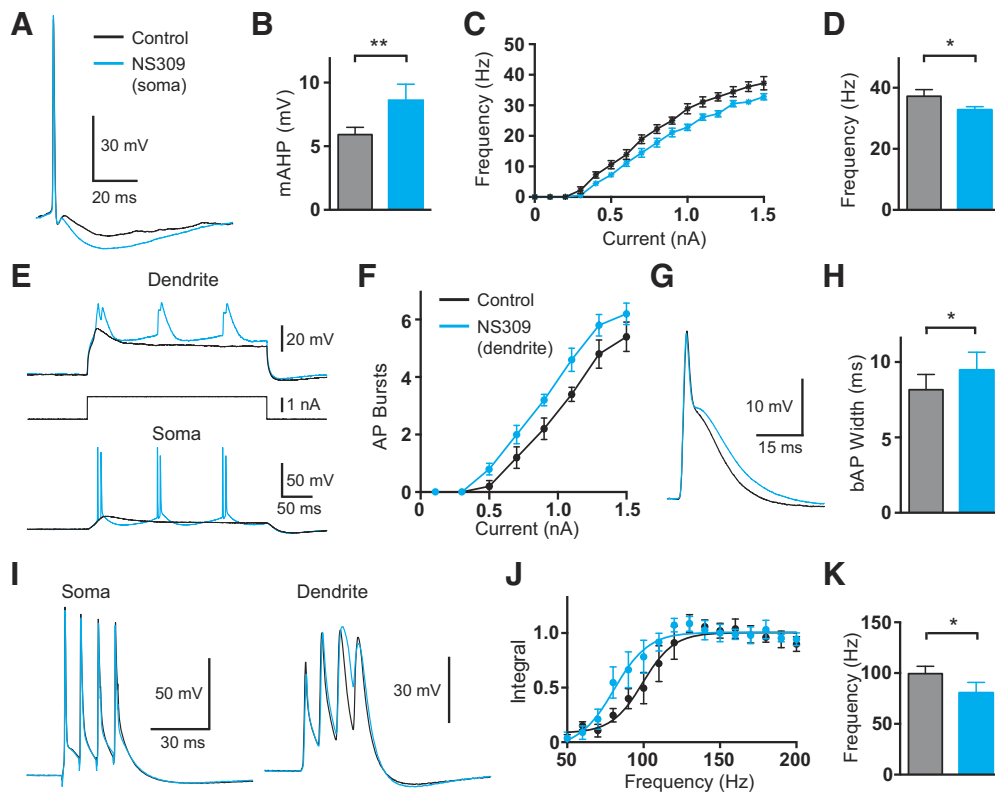 A
Control
NS309
(soma)
30 mV
20 ms
B
**
mAHP (mV)
10
5
0
C
Frequency (Hz)
50
40
30
20
10
0
0
0.5
1.0
1.5
Current (nA)
D
*
Frequency (Hz)
60
40
20
0
E
Dendrite
20 mV
1 nA
Soma
50 mV
50 ms
F
Control
NS309
(dendrite)
AP Bursts
6
4
2
0
0
0.5
1.0
1.5
Current (nA)
G
10 mV
15 ms
H
*
bAP Width (ms)
15
10
5
0
I
Soma
50 mV
30 ms
Dendrite
30 mV
J
Integral
1.0
0.5
0
50
100
150
200
Frequency (Hz)
K
*
Frequency (Hz)
150
100
50
0